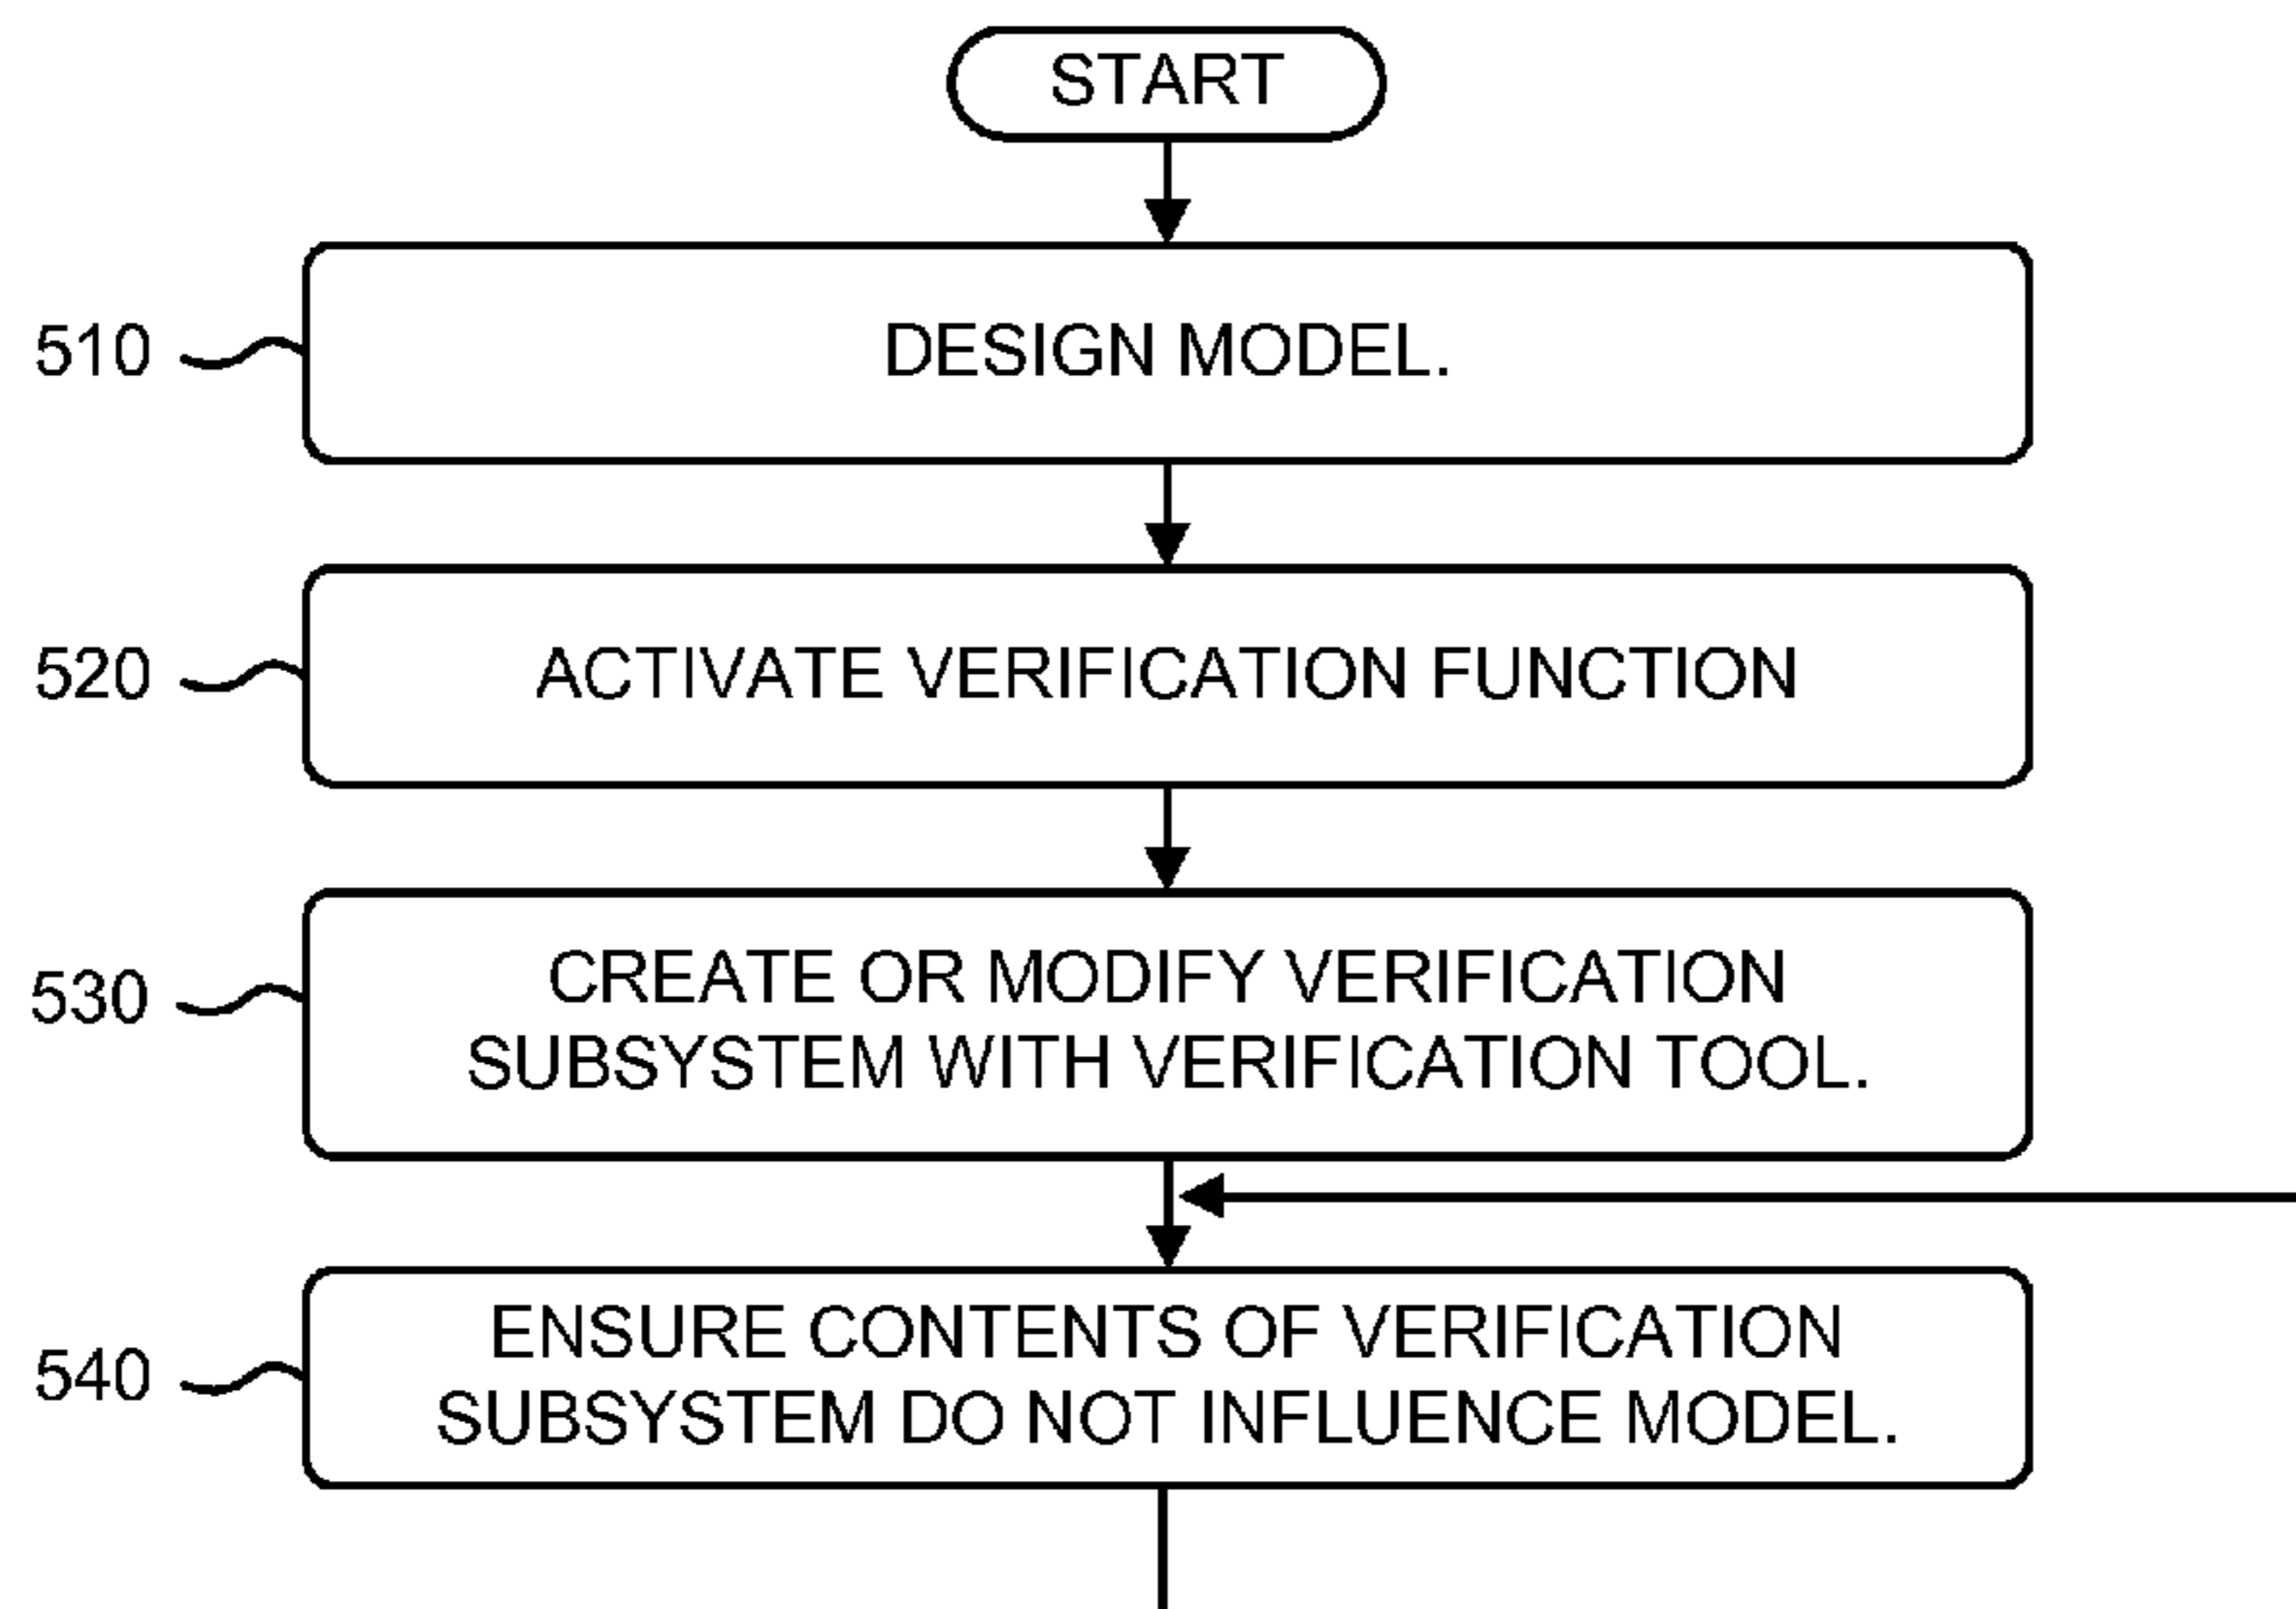 START
510
DESIGN MODEL.
520
ACTIVATE VERIFICATION FUNCTION
530
CREATE OR MODIFY VERIFICATION
SUBSYSTEM WITH VERIFICATION TOOL.
540
ENSURE CONTENTS OF VERIFICATION
SUBSYSTEM DO NOT INFLUENCE MODEL.